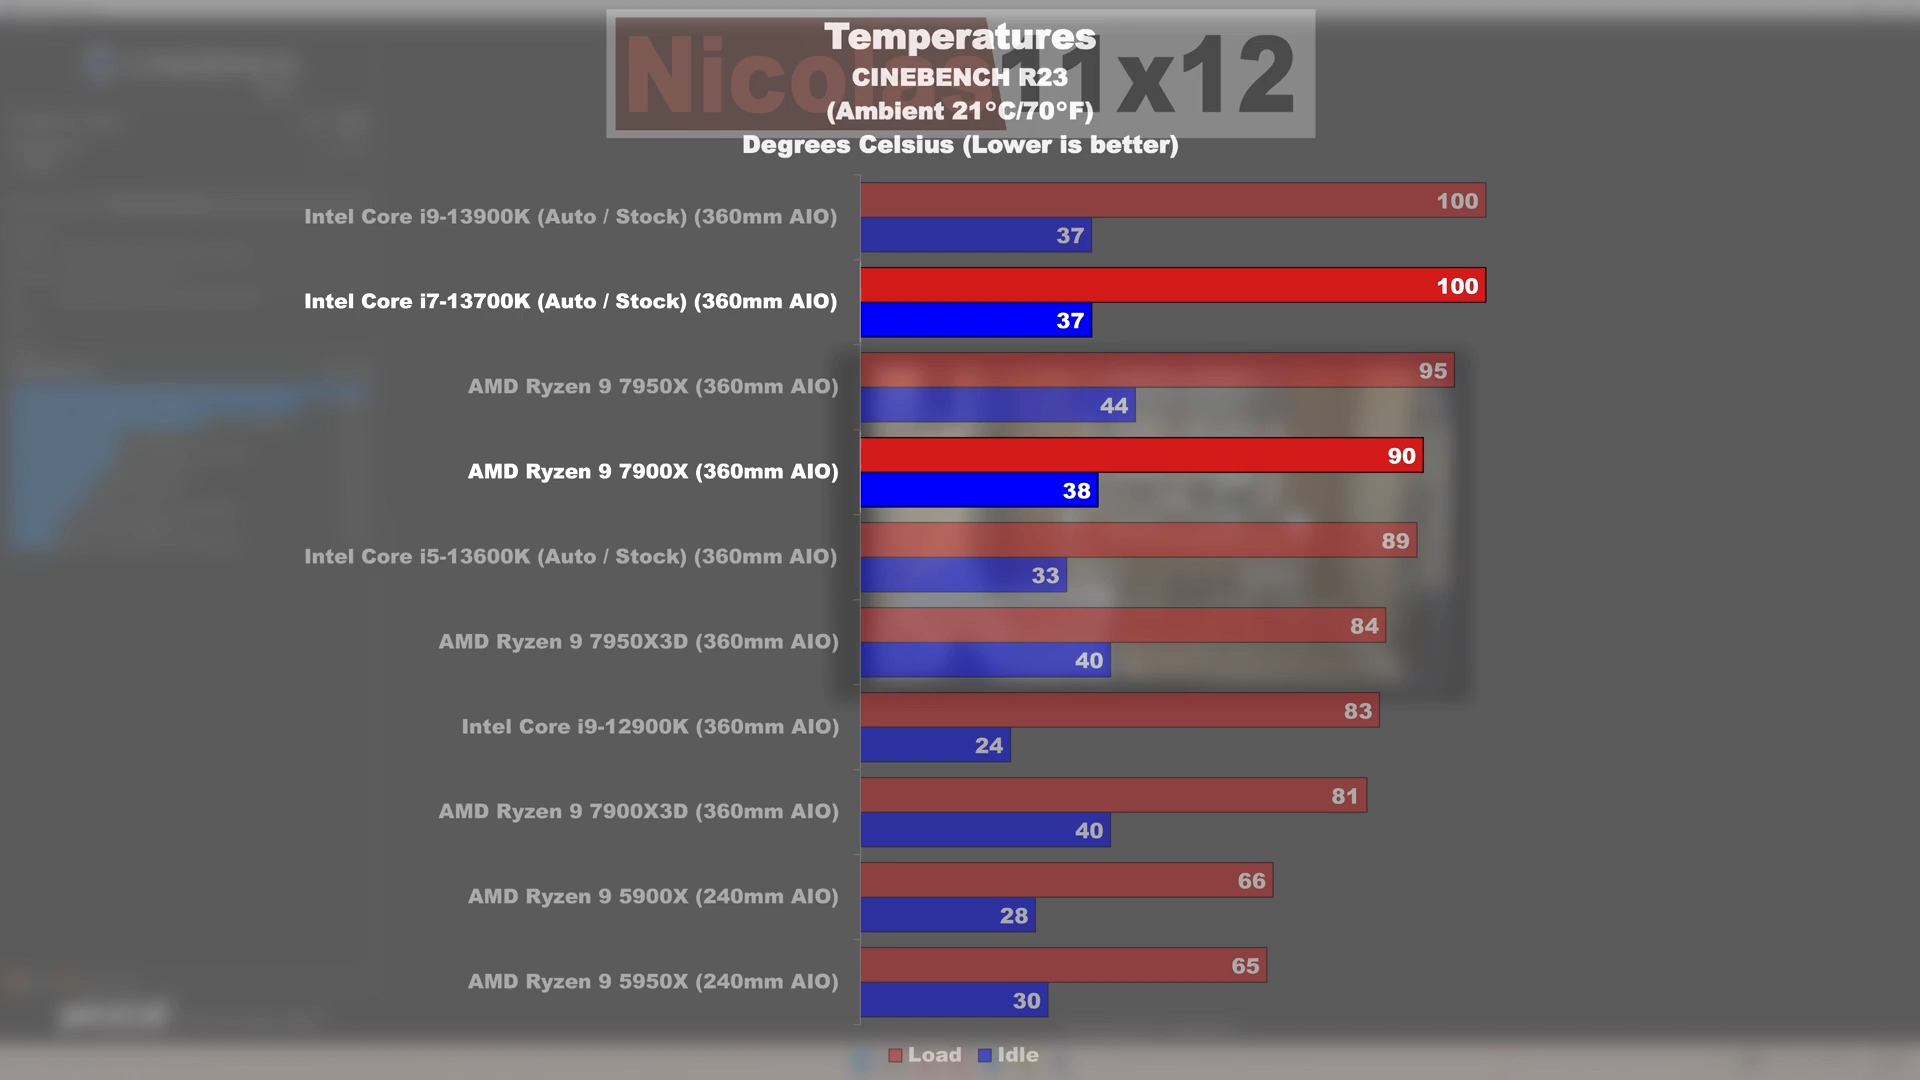 Nicolas11x12
Temperatures
CINEBENCH R23
(Ambient 21°C/70°F)
Degrees Celsius (Lower is better)
Intel Core i9-13900K (Auto / Stock) (360mm AIO)
100
37
Intel Core i7-13700K (Auto / Stock) (360mm AIO)
100
37
AMD Ryzen 9 7950X (360mm AIO)
95
44
AMD Ryzen 9 7900X (360mm AIO)
90
38
Intel Core i5-13600K (Auto / Stock) (360mm AIO)
89
33
AMD Ryzen 9 7950X3D (360mm AIO)
84
40
Intel Core i9-12900K (360mm AIO)
83
24
AMD Ryzen 9 7900X3D (360mm AIO)
81
40
AMD Ryzen 9 5900X (240mm AIO)
66
28
AMD Ryzen 9 5950X (240mm AIO)
65
30
Load Idle